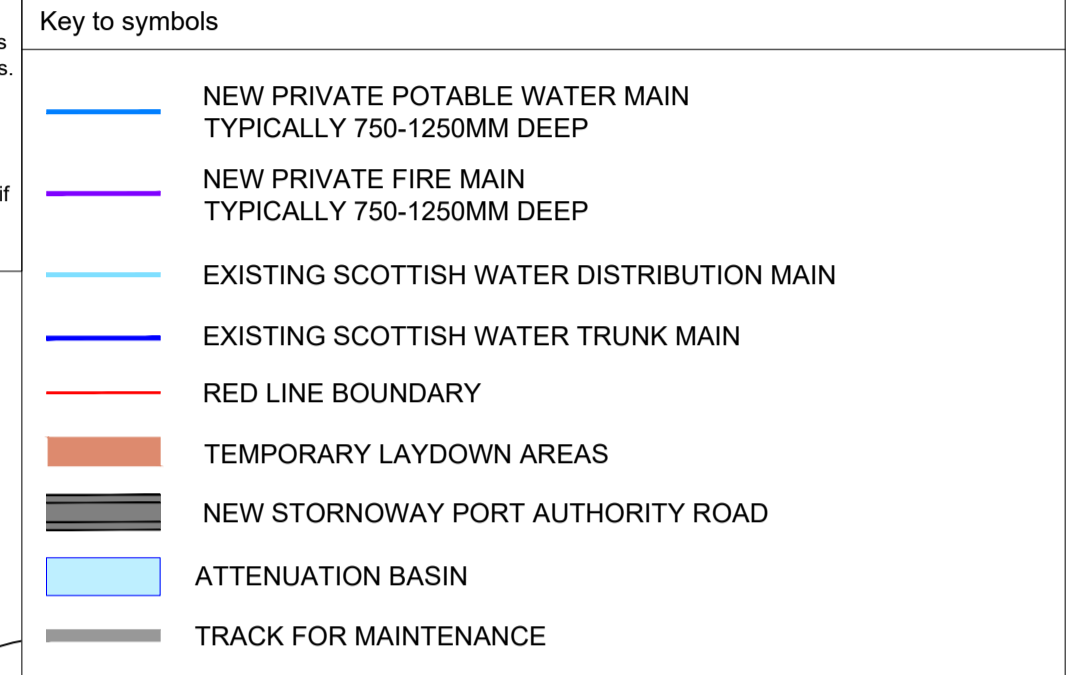 Key to symbols
s
s.
if
NEW PRIVATE POTABLE WATER MAIN
TYPICALLY 750-1250MM DEEP
NEW PRIVATE FIRE MAIN
TYPICALLY 750-1250MM DEEP
EXISTING SCOTTISH WATER DISTRIBUTION MAIN
EXISTING SCOTTISH WATER TRUNK MAIN
RED LINE BOUNDARY
TEMPORARY LAYDOWN AREAS
NEW STORNOWAY PORT AUTHORITY ROAD
ATTENUATION BASIN
TRACK FOR MAINTENANCE